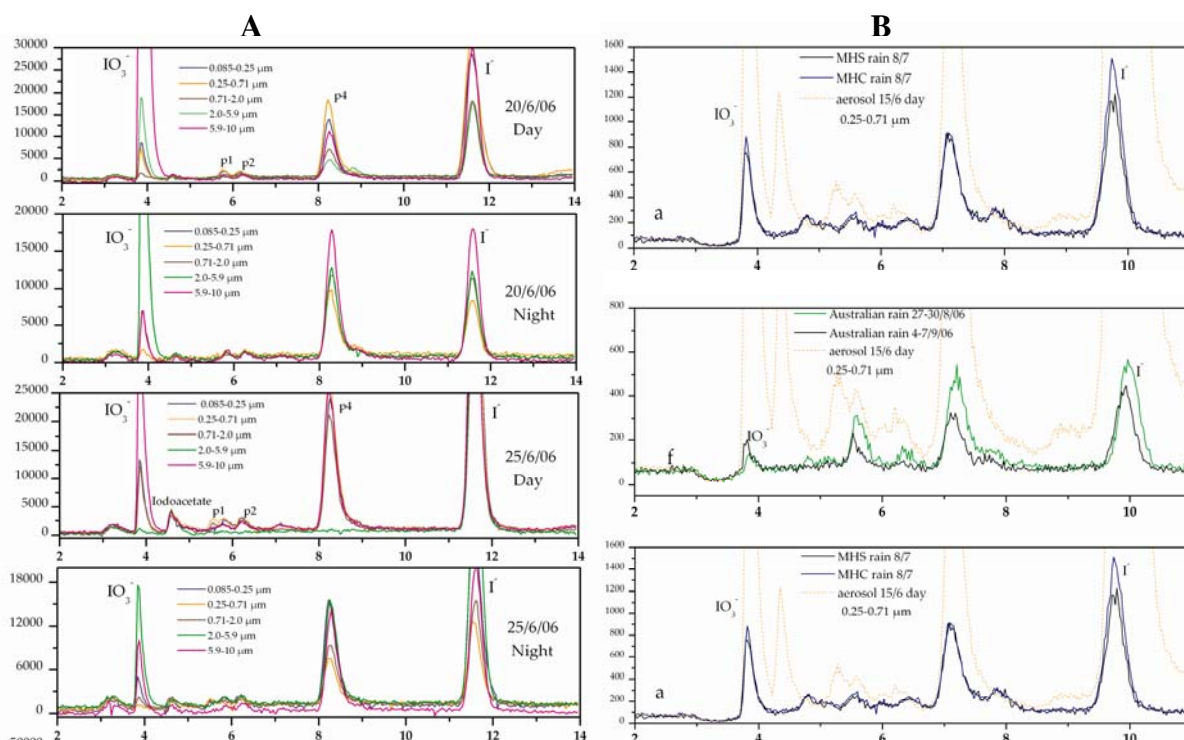 A
30000
25000
20000
15000
10000
5000
0
IO3-
0.085-0.25 µm
0.25-0.71 µm
0.71-2.0 µm
2.0-5.9 µm
5.9-10 µm
p1
p2
p4
I-
20/6/06
Day
2 4 6 8 10 12 14
20000
15000
10000
5000
0
IO3-
0.085-0.25 µm
0.25-0.71 µm
0.71-2.0 µm
2.0-5.9 µm
5.9-10 µm
I-
20/6/06
Night
2 4 6 8 10 12 14
25000
20000
15000
10000
5000
0
IO3-
0.085-0.25 µm
0.25-0.71 µm
0.71-2.0 µm
2.0-5.9 µm
5.9-10 µm
Iodoacetate
p1
p2
p4
I-
25/6/06
Day
2 4 6 8 10 12 14
18000
15000
12000
9000
6000
3000
0
IO3-
0.085-0.25 µm
0.25-0.71 µm
0.71-2.0 µm
2.0-5.9 µm
5.9-10 µm
I-
25/6/06
Night
2 4 6 8 10 12 14
B
1600
1400
1200
1000
800
600
400
200
0
IO3-
MHS rain 8/7
MHC rain 8/7
aerosol 15/6 day
0.25-0.71 µm
I-
a
2 4 6 8 10
800
600
400
200
0
Australian rain 27-30/8/06
Australian rain 4-7/9/06
aerosol 15/6 day
0.25-0.71 µm
IO3-
I-
f
2 4 6 8 10
1600
1400
1200
1000
800
600
400
200
0
IO3-
MHS rain 8/7
MHC rain 8/7
aerosol 15/6 day
0.25-0.71 µm
I-
a
2 4 6 8 10